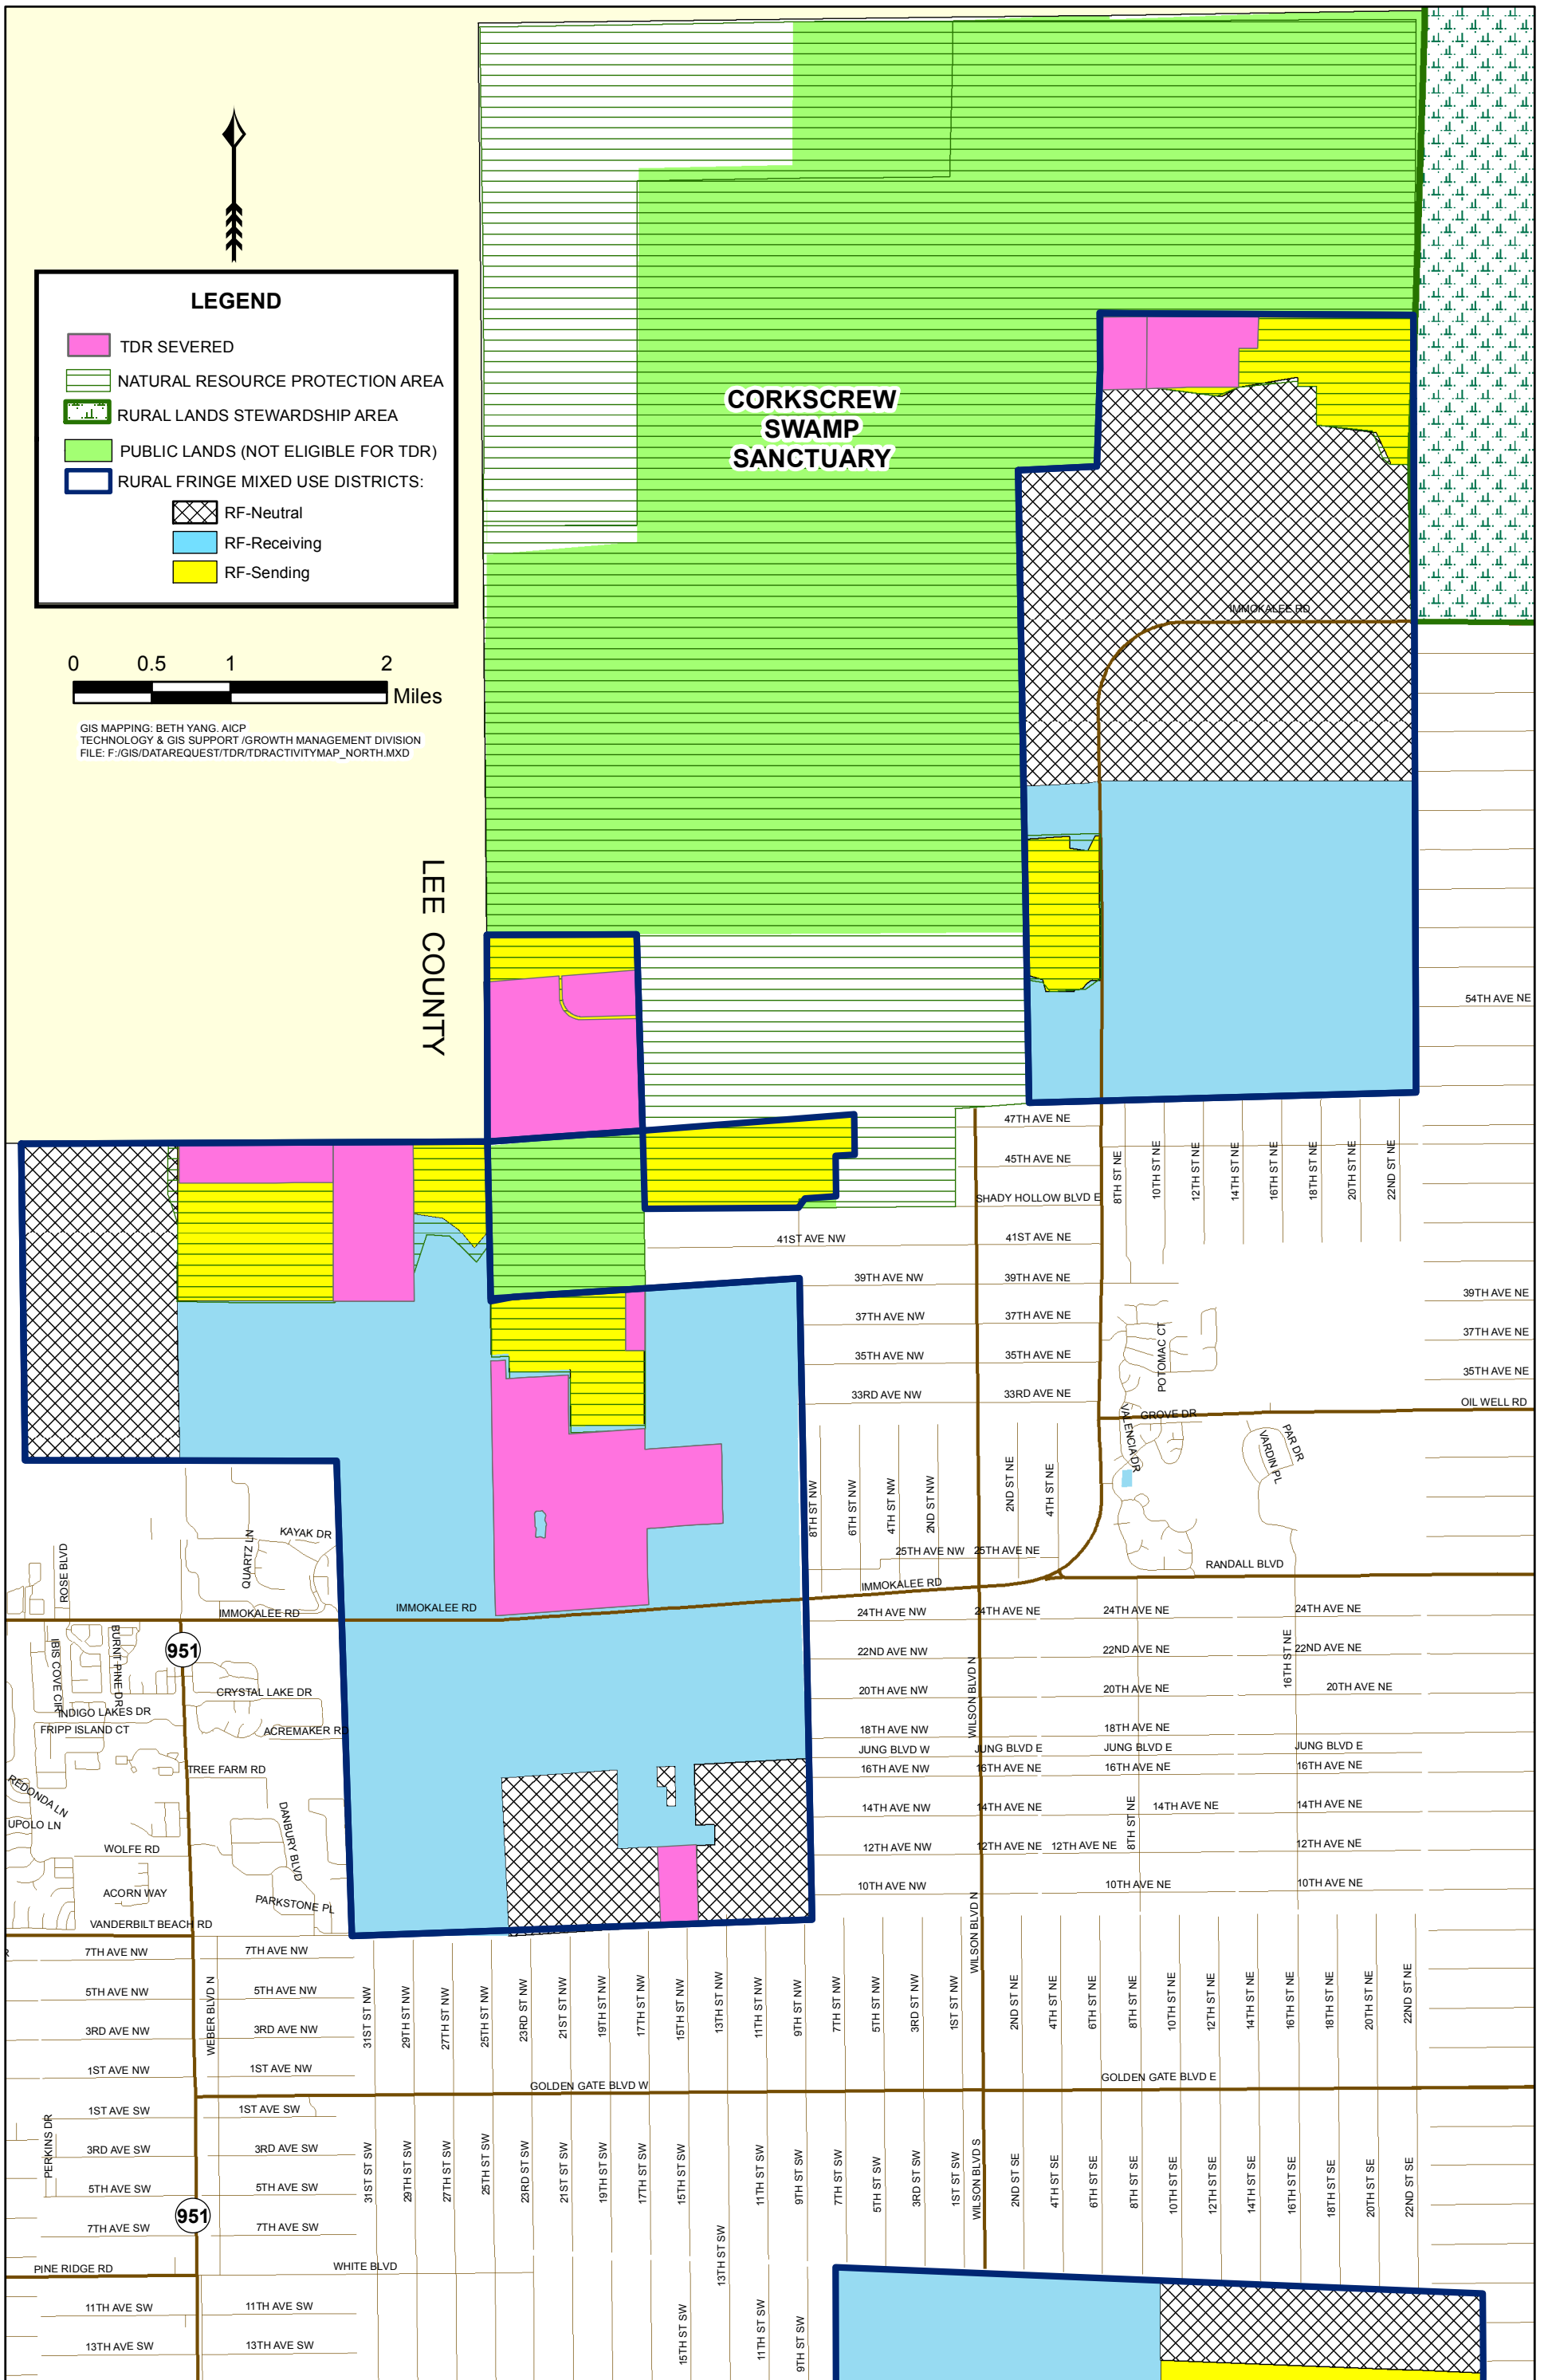 LEGEND
TDR SEVERED
NATURAL RESOURCE PROTECTION AREA
RURAL LANDS STEWARDSHIP AREA
PUBLIC LANDS (NOT ELIGIBLE FOR TDR)
RURAL FRINGE MIXED USE DISTRICTS:
RF-Neutral
RF-Receiving
RF-Sending
0 0.5 1 2
Miles
GIS MAPPING: BETH YANG. AICP
TECHNOLOGY & GIS SUPPORT /GROWTH MANAGEMENT DIVISION
FILE: F:/GIS/DATAREQUEST/TDR/TDRACTIVITYMAP_NORTH.MXD
CORKSCREW
SWAMP
SANCTUARY
IMMOKALEE RD
LEE COUNTY
54TH AVE NE
47TH AVE NE
45TH AVE NE
SHADY HOLLOW BLVD E
8TH ST NE
10TH ST NE
12TH ST NE
14TH ST NE
16TH ST NE
18TH ST NE
20TH ST NE
22ND ST NE
41ST AVE NW
41ST AVE NE
39TH AVE NW
39TH AVE NE
39TH AVE NE
37TH AVE NW
37TH AVE NE
37TH AVE NE
35TH AVE NW
35TH AVE NE
35TH AVE NE
33RD AVE NW
33RD AVE NE
POTOMAC CT
OIL WELL RD
GROVE DR
VALENCIA DR
PAR DR
VARDIN PL
8TH ST NW
6TH ST NW
4TH ST NW
2ND ST NW
2ND ST NE
4TH ST NE
25TH AVE NW
25TH AVE NE
RANDALL BLVD
IMMOKALEE RD
KAYAK DR
QUARTZ LN
ROSE BLVD
IMMOKALEE RD
IMMOKALEE RD
24TH AVE NW
24TH AVE NE
24TH AVE NE
24TH AVE NE
951
IBIS COVE CIR
BURNT PINE DR
22ND AVE NW
22ND AVE NE
16TH ST NE
22ND AVE NE
WILSON BLVD N
CRYSTAL LAKE DR
20TH AVE NW
20TH AVE NE
20TH AVE NE
INDIGO LAKES DR
FRIPP ISLAND CT
ACREMAKER RD
18TH AVE NW
18TH AVE NE
JUNG BLVD W
JUNG BLVD E
JUNG BLVD E
JUNG BLVD E
TREE FARM RD
16TH AVE NW
16TH AVE NE
16TH AVE NE
16TH AVE NE
REDONDA LN
UPOLO LN
DANBURY BLVD
14TH AVE NW
14TH AVE NE
8TH ST NE
14TH AVE NE
14TH AVE NE
WOLFE RD
12TH AVE NW
12TH AVE NE
12TH AVE NE
12TH AVE NE
ACORN WAY
PARKSTONE PL
10TH AVE NW
10TH AVE NE
10TH AVE NE
VANDERBILT BEACH RD
WILSON BLVD N
R
7TH AVE NW
7TH AVE NW
5TH AVE NW
5TH AVE NW
WEBER BLVD N
3RD AVE NW
3RD AVE NW
1ST AVE NW
1ST AVE NW
31ST ST NW
29TH ST NW
27TH ST NW
25TH ST NW
23RD ST NW
21ST ST NW
19TH ST NW
17TH ST NW
15TH ST NW
13TH ST NW
11TH ST NW
9TH ST NW
7TH ST NW
5TH ST NW
3RD ST NW
1ST ST NW
2ND ST NE
4TH ST NE
6TH ST NE
8TH ST NE
10TH ST NE
12TH ST NE
14TH ST NE
16TH ST NE
18TH ST NE
20TH ST NE
22ND ST NE
GOLDEN GATE BLVD W
GOLDEN GATE BLVD E
1ST AVE SW
1ST AVE SW
PERKINS DR
3RD AVE SW
3RD AVE SW
5TH AVE SW
5TH AVE SW
951
7TH AVE SW
7TH AVE SW
31ST ST SW
29TH ST SW
27TH ST SW
25TH ST SW
23RD ST SW
21ST ST SW
19TH ST SW
17TH ST SW
15TH ST SW
11TH ST SW
9TH ST SW
7TH ST SW
5TH ST SW
3RD ST SW
1ST ST SW
WILSON BLVD S
2ND ST SE
4TH ST SE
6TH ST SE
8TH ST SE
10TH ST SE
12TH ST SE
14TH ST SE
16TH ST SE
18TH ST SE
20TH ST SE
22ND ST SE
13TH ST SW
PINE RIDGE RD
WHITE BLVD
11TH AVE SW
11TH AVE SW
13TH AVE SW
13TH AVE SW
15TH ST SW
11TH ST SW
9TH ST SW